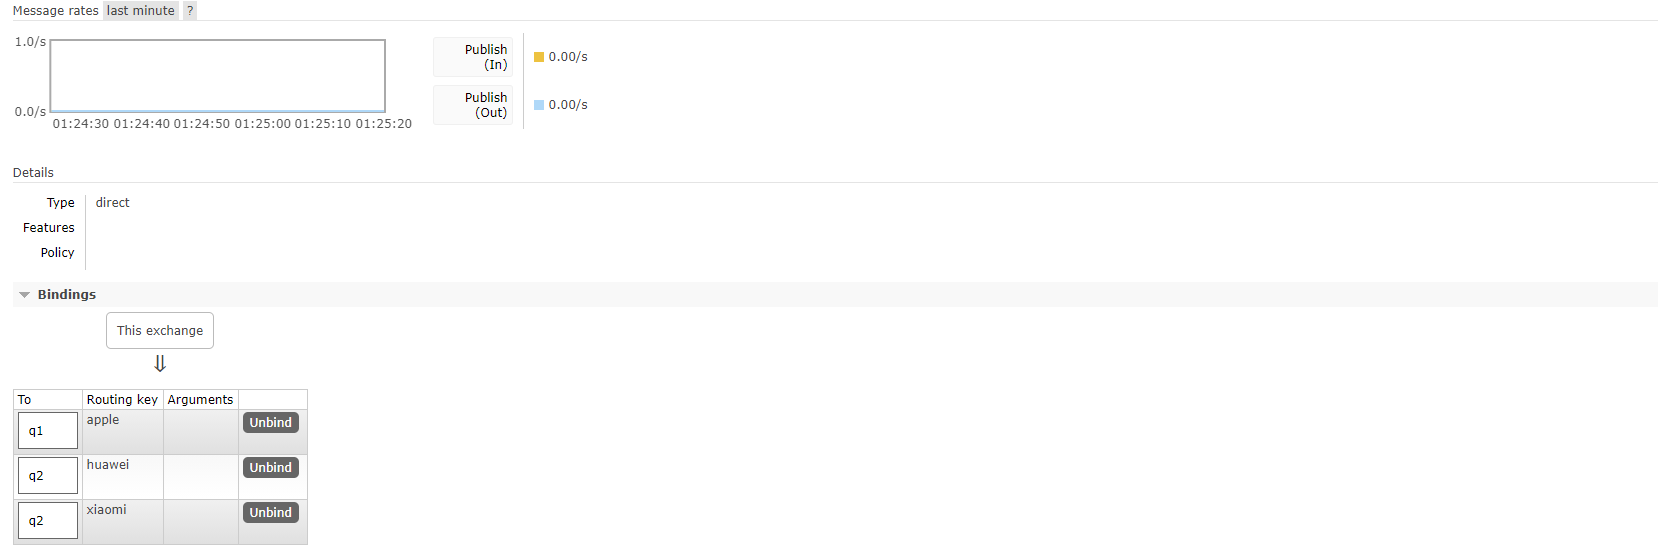 Message rates last minute ?
1.0/s
0.0/s
01:24:30 01:24:40 01:24:50 01:25:00 01:25:10 01:25:20
Publish
(In)
0.00/s
Publish
(Out)
0.00/s
Details
Type direct
Features
Policy
Bindings
This exchange
⇓
To Routing key Arguments
q1 apple Unbind
q2 huawei Unbind
q2 xiaomi Unbind